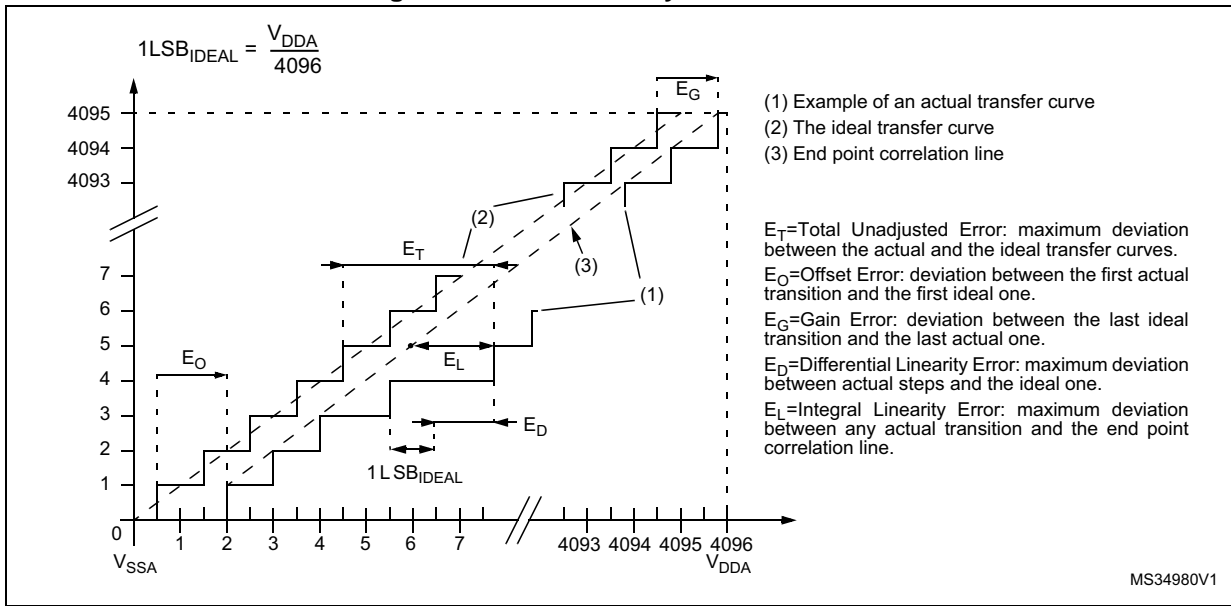 1LSB_IDEAL = V_DDA / 4096
E_G
4095
4094
4093
7
6
5
4
3
2
1
0
(2)
E_T
(3)
(1)
E_O
E_L
E_D
1LSB_IDEAL
1 2 3 4 5 6 7 4093 4094 4095 4096
V_SSA V_DDA
(1) Example of an actual transfer curve
(2) The ideal transfer curve
(3) End point correlation line
E_T=Total Unadjusted Error: maximum deviation
between the actual and the ideal transfer curves.
E_O=Offset Error: deviation between the first actual
transition and the first ideal one.
E_G=Gain Error: deviation between the last ideal
transition and the last actual one.
E_D=Differential Linearity Error: maximum deviation
between actual steps and the ideal one.
E_L=Integral Linearity Error: maximum deviation
between any actual transition and the end point
correlation line.
MS34980V1